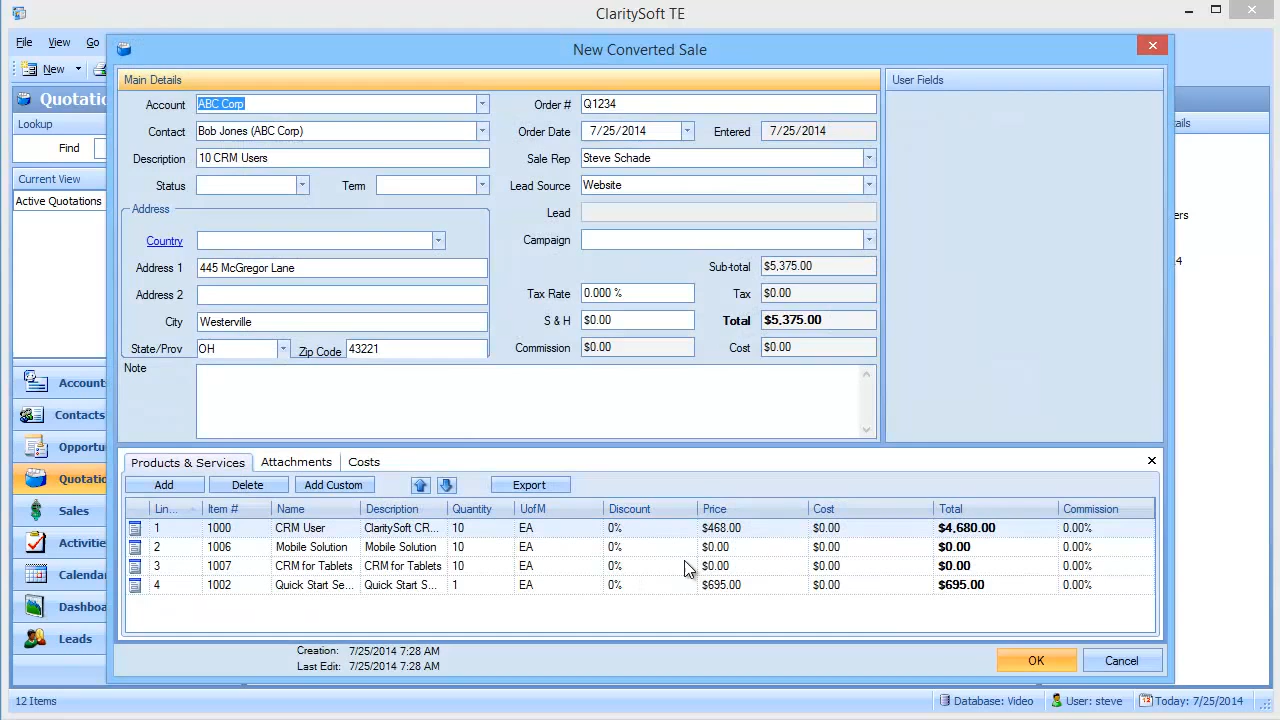 ClaritySoft TE
File View Go
New
New Converted Sale
Main Details
User Fields
Quotatio
Lookup
Find
Current View
Active Quotations
Account ABC Corp
Order # Q1234
Contact Bob Jones (ABC Corp)
Order Date 7/25/2014 Entered 7/25/2014
Description 10 CRM Users
Sale Rep Steve Schade
Status Term
Lead Source Website
Address
Lead
Country
Campaign
Address 1 445 McGregor Lane
Sub-total $5,375.00
Address 2
Tax Rate 0.000 % Tax $0.00
City Westerville
S & H $0.00 Total $5,375.00
State/Prov OH Zip Code 43221
Commission $0.00 Cost $0.00
Note
ails
ers
4
Account
Contacts
Opportu
Quotatio
Sales
Activitie
Calendar
Dashboa
Leads
Products & Services Attachments Costs
Add Delete Add Custom Export
Lin... Item # Name Description Quantity UofM Discount Price Cost Total Commission
1 1000 CRM User ClaritySoft CR... 10 EA 0% $468.00 $0.00 $4,680.00 0.00%
2 1006 Mobile Solution Mobile Solution 10 EA 0% $0.00 $0.00 $0.00 0.00%
3 1007 CRM for Tablets CRM for Tablets 10 EA 0% $0.00 $0.00 $0.00 0.00%
4 1002 Quick Start Se... Quick Start S... 1 EA 0% $695.00 $0.00 $695.00 0.00%
Creation: 7/25/2014 7:28 AM
Last Edit: 7/25/2014 7:28 AM
OK Cancel
12 Items
Database: Video User: steve Today: 7/25/2014